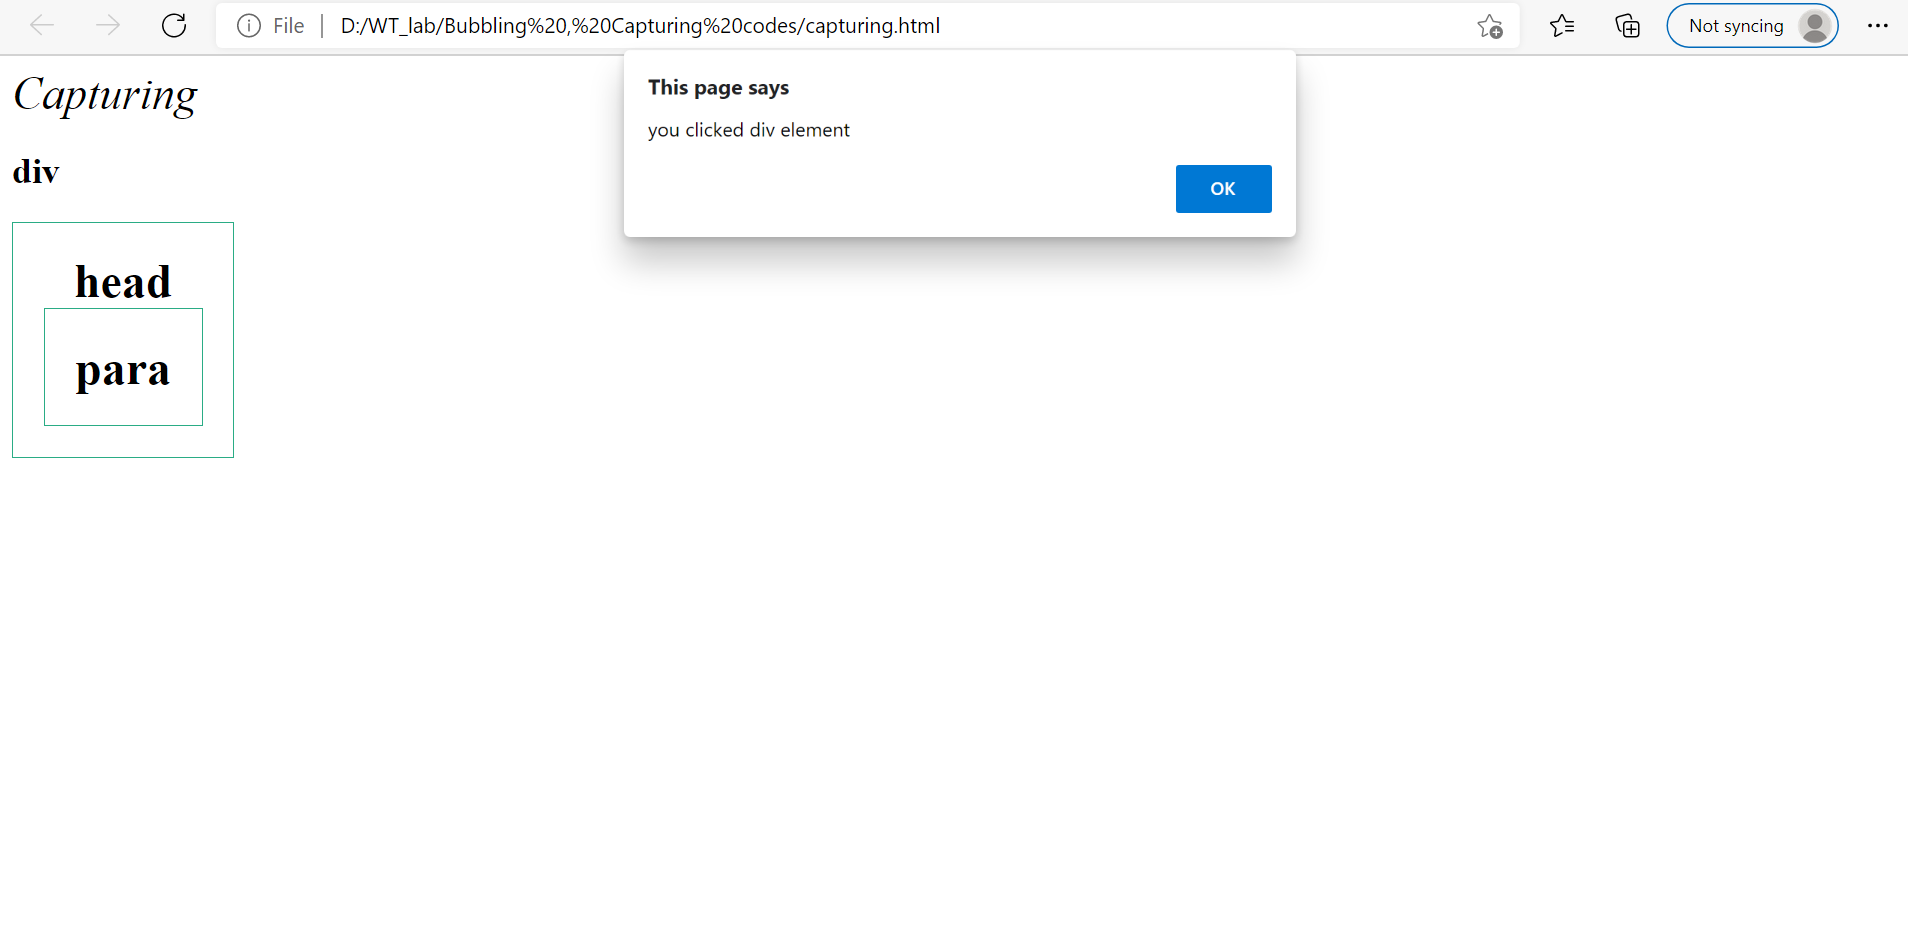 File D:/WT_lab/Bubbling%20,%20Capturing%20codes/capturing.html Not syncing
This page says
you clicked div element
OK
Capturing
div
head
para